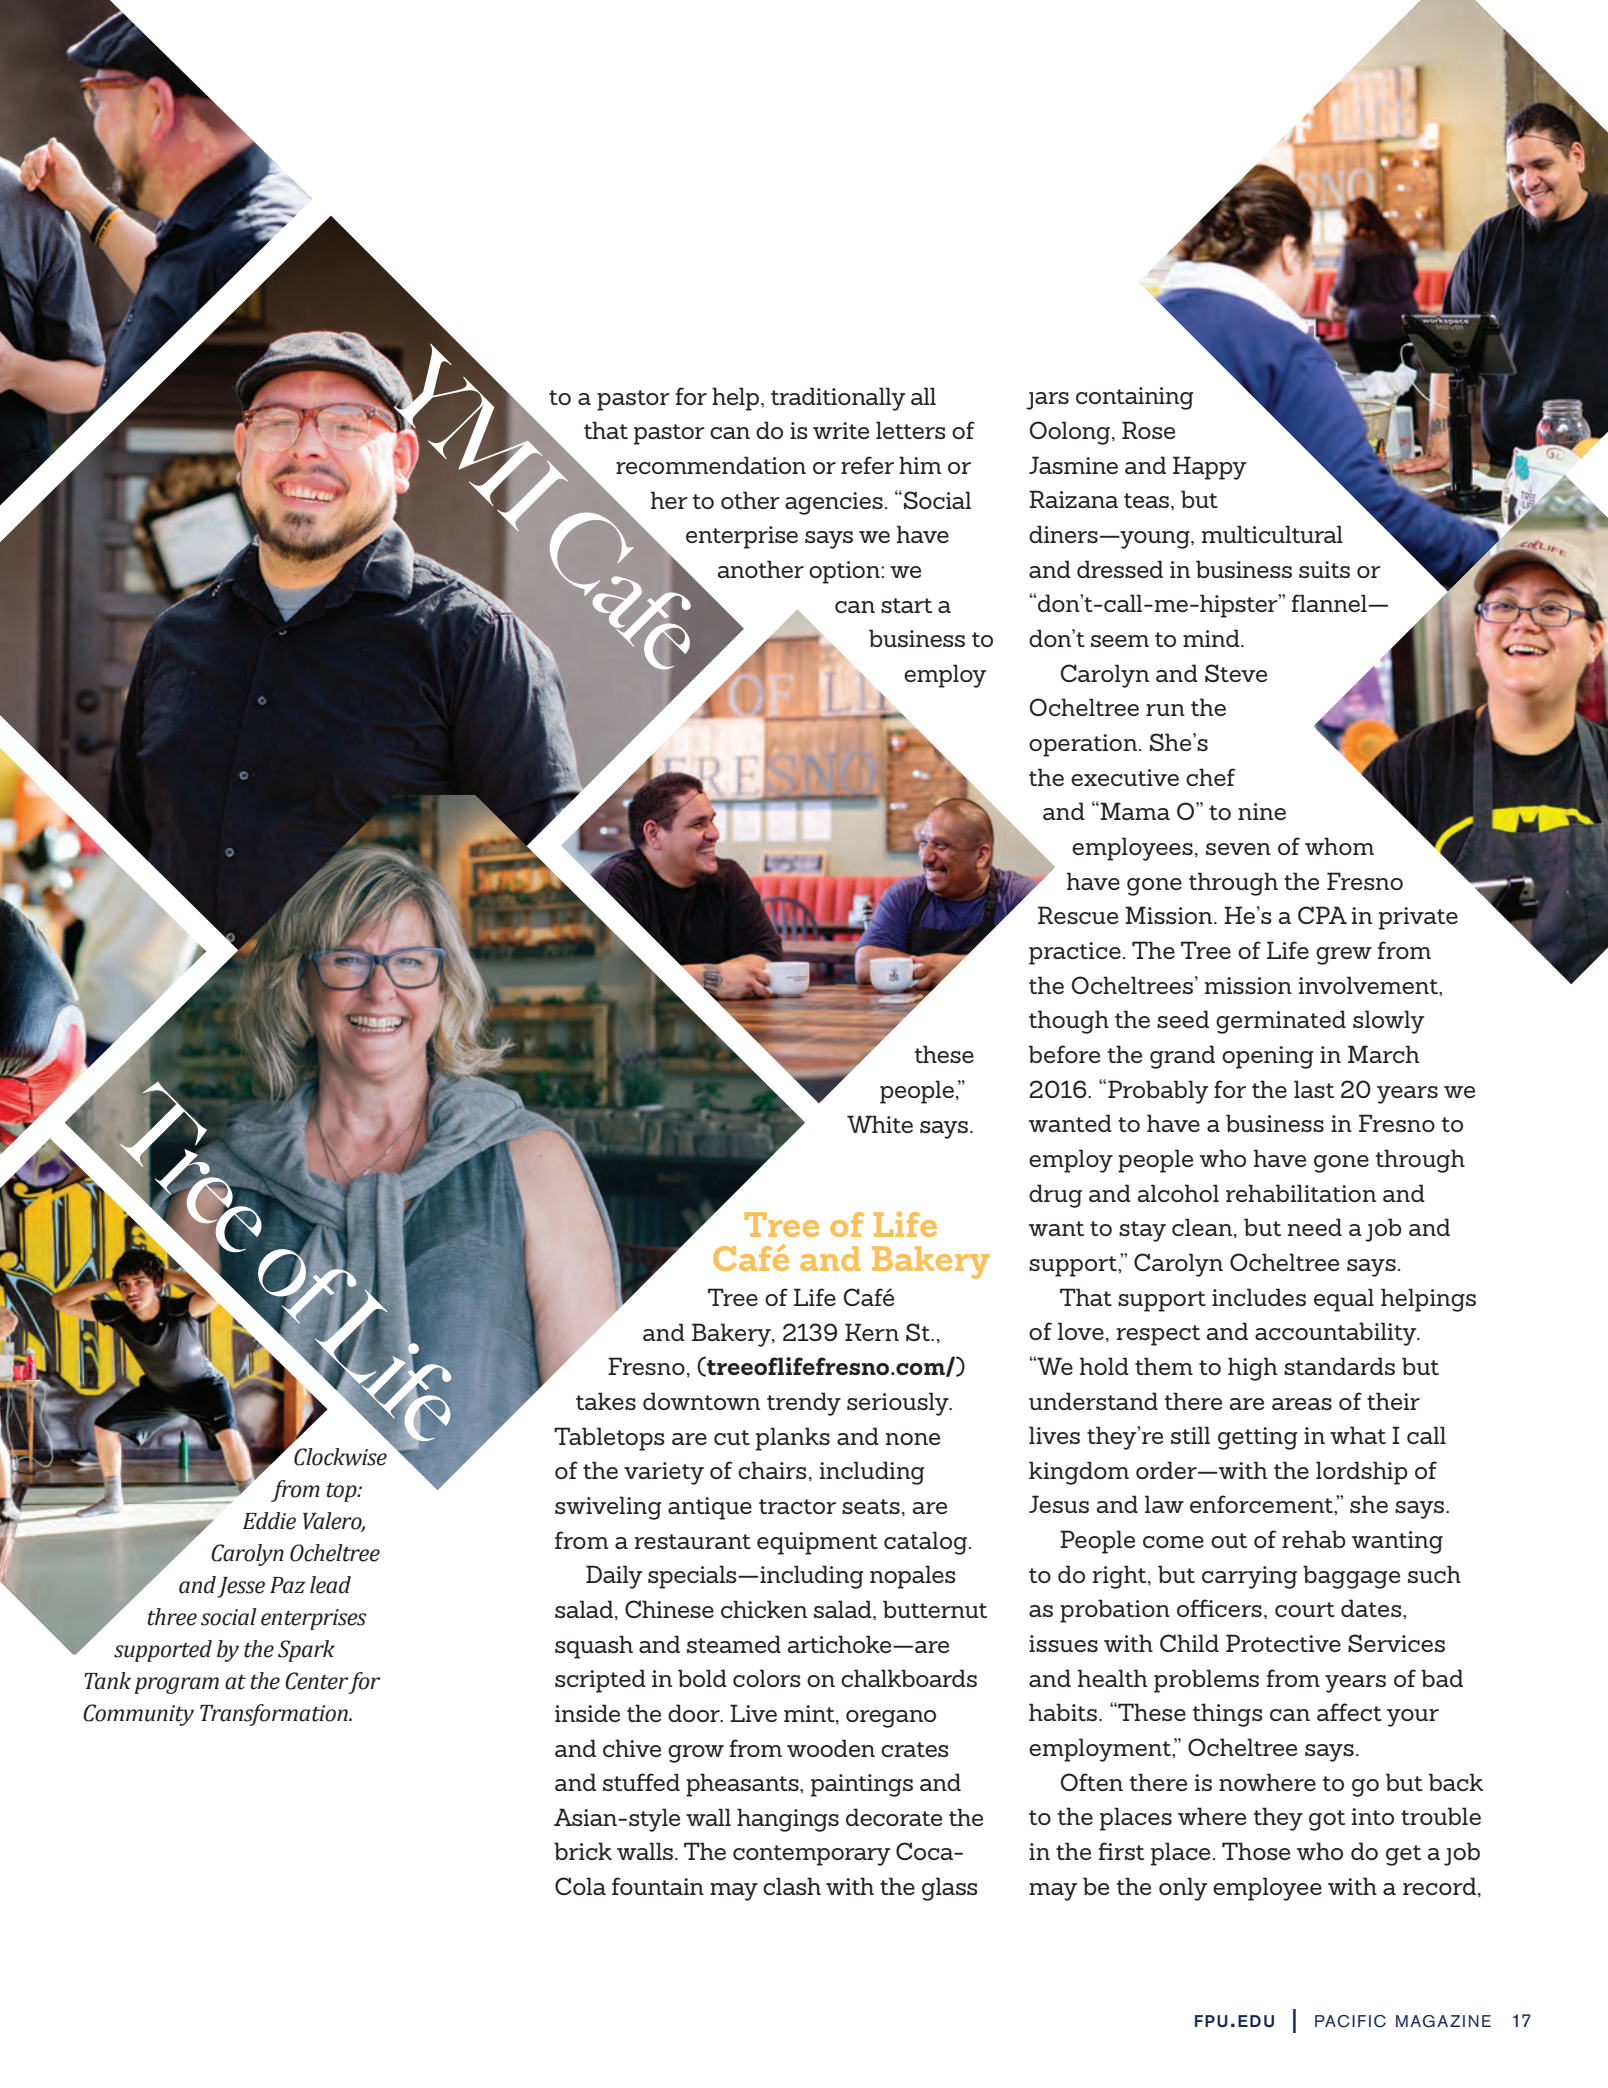 YMI Cafe
Tree of Life
Clockwise
from top:
Eddie Valero,
Carolyn Ocheltree
and Jesse Paz lead
three social enterprises
supported by the Spark
Tank program at the Center for
Community Transformation.
to a pastor for help, traditionally all
that pastor can do is write letters of
recommendation or refer him or
her to other agencies. “Social
enterprise says we have
another option: we
can start a
business to
employ
OF LI
FRESNO
these
people,”
White says.
Tree of Life
Café and Bakery
Tree of Life Café
and Bakery, 2139 Kern St.,
Fresno, (treeoflifefresno.com/)
takes downtown trendy seriously.
Tabletops are cut planks and none
of the variety of chairs, including
swiveling antique tractor seats, are
from a restaurant equipment catalog.
Daily specials—including nopales
salad, Chinese chicken salad, butternut
squash and steamed artichoke—are
scripted in bold colors on chalkboards
inside the door. Live mint, oregano
and chive grow from wooden crates
and stuffed pheasants, paintings and
Asian-style wall hangings decorate the
brick walls. The contemporary Coca-
Cola fountain may clash with the glass
jars containing
Oolong, Rose
Jasmine and Happy
Raizana teas, but
diners—young, multicultural
and dressed in business suits or
“don’t-call-me-hipster” flannel—
don’t seem to mind.
Carolyn and Steve
Ocheltree run the
operation. She’s
the executive chef
and “Mama O” to nine
employees, seven of whom
have gone through the Fresno
Rescue Mission. He’s a CPA in private
practice. The Tree of Life grew from
the Ocheltrees’ mission involvement,
though the seed germinated slowly
before the grand opening in March
2016. “Probably for the last 20 years we
wanted to have a business in Fresno to
employ people who have gone through
drug and alcohol rehabilitation and
want to stay clean, but need a job and
support,” Carolyn Ocheltree says.
That support includes equal helpings
of love, respect and accountability.
“We hold them to high standards but
understand there are areas of their
lives they’re still getting in what I call
kingdom order—with the lordship of
Jesus and law enforcement,” she says.
People come out of rehab wanting
to do right, but carrying baggage such
as probation officers, court dates,
issues with Child Protective Services
and health problems from years of bad
habits. “These things can affect your
employment,” Ocheltree says.
Often there is nowhere to go but back
to the places where they got into trouble
in the first place. Those who do get a job
may be the only employee with a record,
F LIFE
SNO
workspace
FPU.EDU | PACIFIC MAGAZINE 17